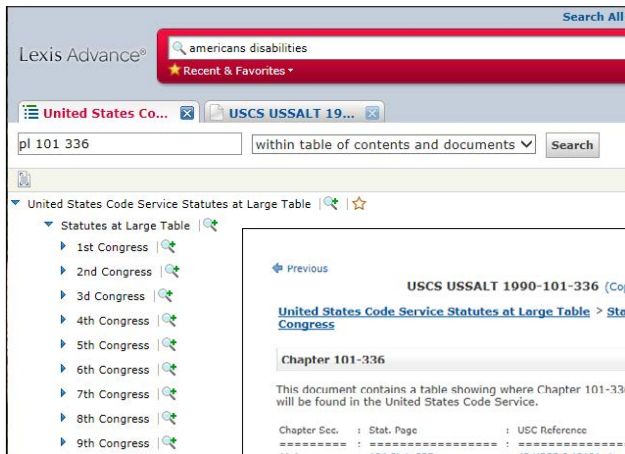 Search All
Lexis Advance®
americans disabilities
Recent & Favorites
United States Co...
USCS USSALT 19...
pl 101 336
within table of contents and documents
Search
United States Code Service Statutes at Large Table
Statutes at Large Table
1st Congress
2nd Congress
3d Congress
4th Congress
5th Congress
6th Congress
7th Congress
8th Congress
9th Congress
Previous
USCS USSALT 1990-101-336 (Co
United States Code Service Statutes at Large Table >
Congress
Chapter 101-336
This document contains a table showing where Chapter 101-33
will be found in the United States Code Service.
Chapter Sec. : Stat. Page : USC Reference
========= : ================= : ==============